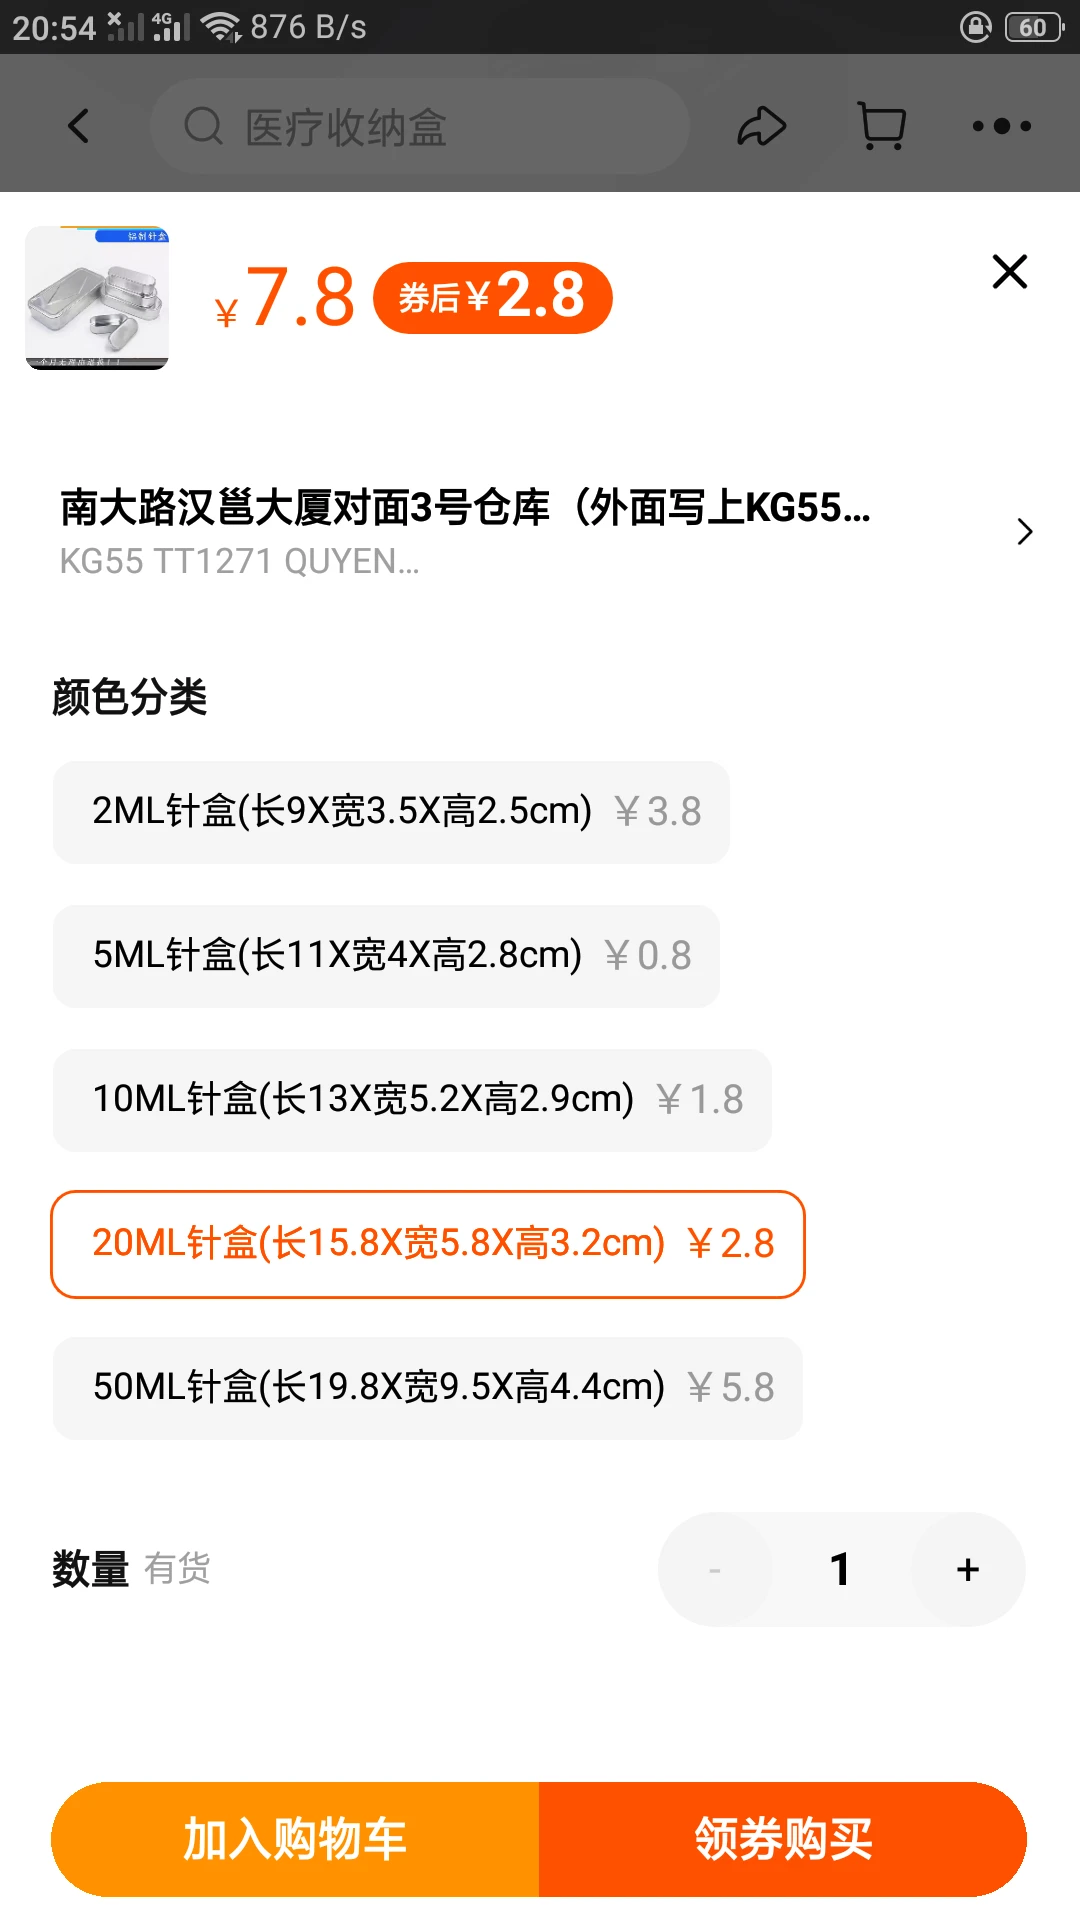 20:54 4G 876 B/s 60
医疗收纳盒
铝制针盒
¥7.8 券后¥2.8
南大路汉邕大厦对面3号仓库（外面写上KG55...
KG55 TT1271 QUYEN...
颜色分类
2ML针盒(长9X宽3.5X高2.5cm) ¥3.8
5ML针盒(长11X宽4X高2.8cm) ¥0.8
10ML针盒(长13X宽5.2X高2.9cm) ¥1.8
20ML针盒(长15.8X宽5.8X高3.2cm) ¥2.8
50ML针盒(长19.8X宽9.5X高4.4cm) ¥5.8
数量 有货 - 1 +
加入购物车 领券购买